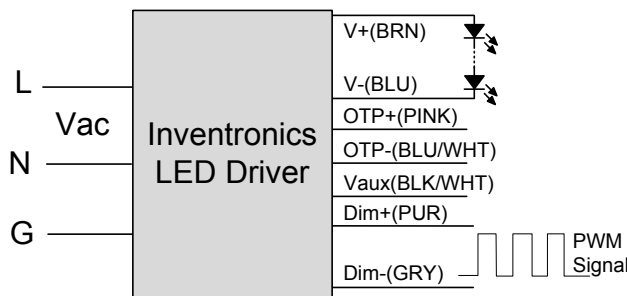 L
Vac
N
G
Inventronics
LED Driver
V+(BRN)
V-(BLU)
OTP+(PINK)
OTP-(BLU/WHT)
Vaux(BLK/WHT)
Dim+(PUR)
Dim-(GRY)
PWM
Signal